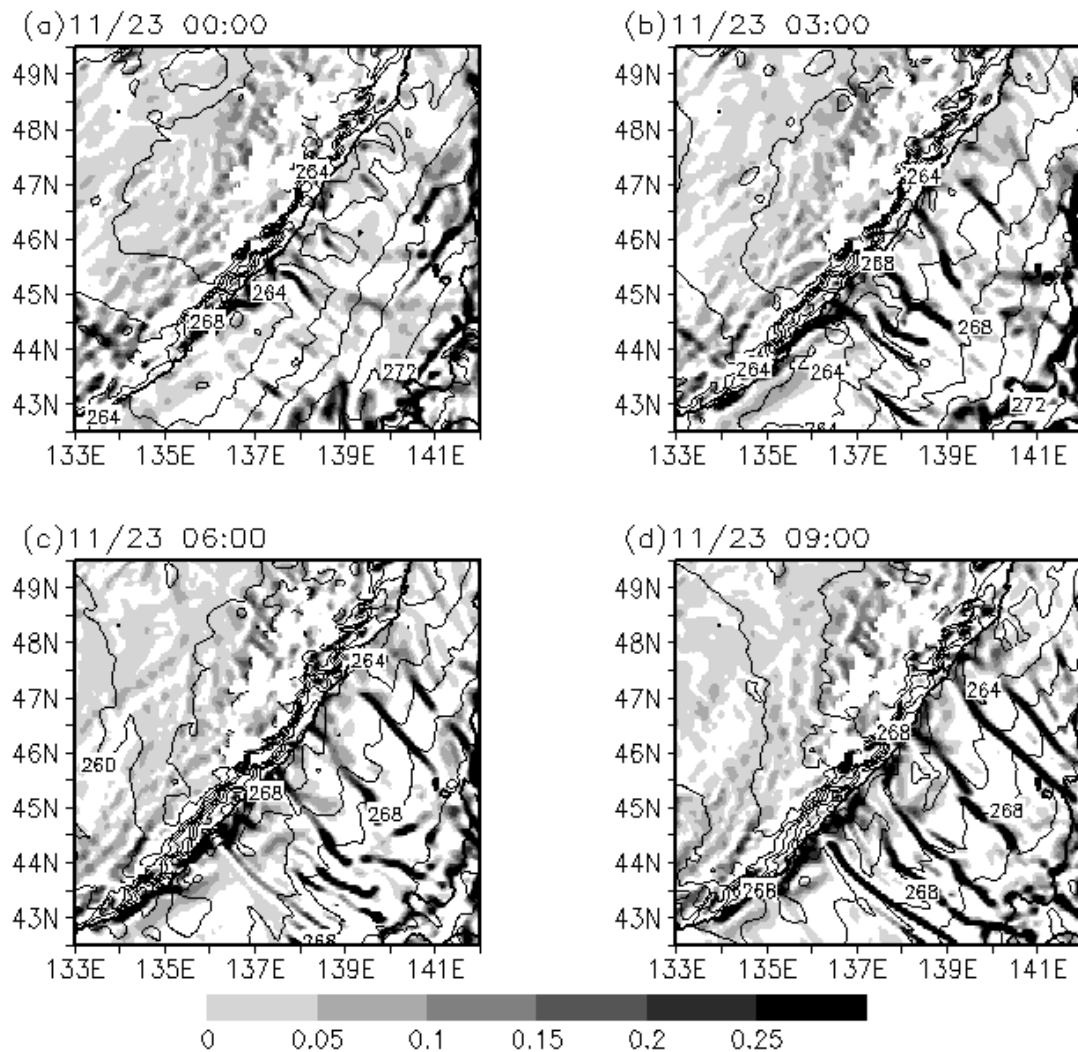 (a)11/23 00:00
(b)11/23 03:00
49N 48N 47N 46N 45N 44N 43N
264 264 268 272 264
133E 135E 137E 139E 141E
49N 48N 47N 46N 45N 44N 43N
264 268 268 264 264 272 264
133E 135E 137E 139E 141E
(c)11/23 06:00
(d)11/23 09:00
49N 48N 47N 46N 45N 44N 43N
264 260 268 268 268
133E 135E 137E 139E 141E
49N 48N 47N 46N 45N 44N 43N
264 268 268 268 268
133E 135E 137E 139E 141E
0 0.05 0.1 0.15 0.2 0.25